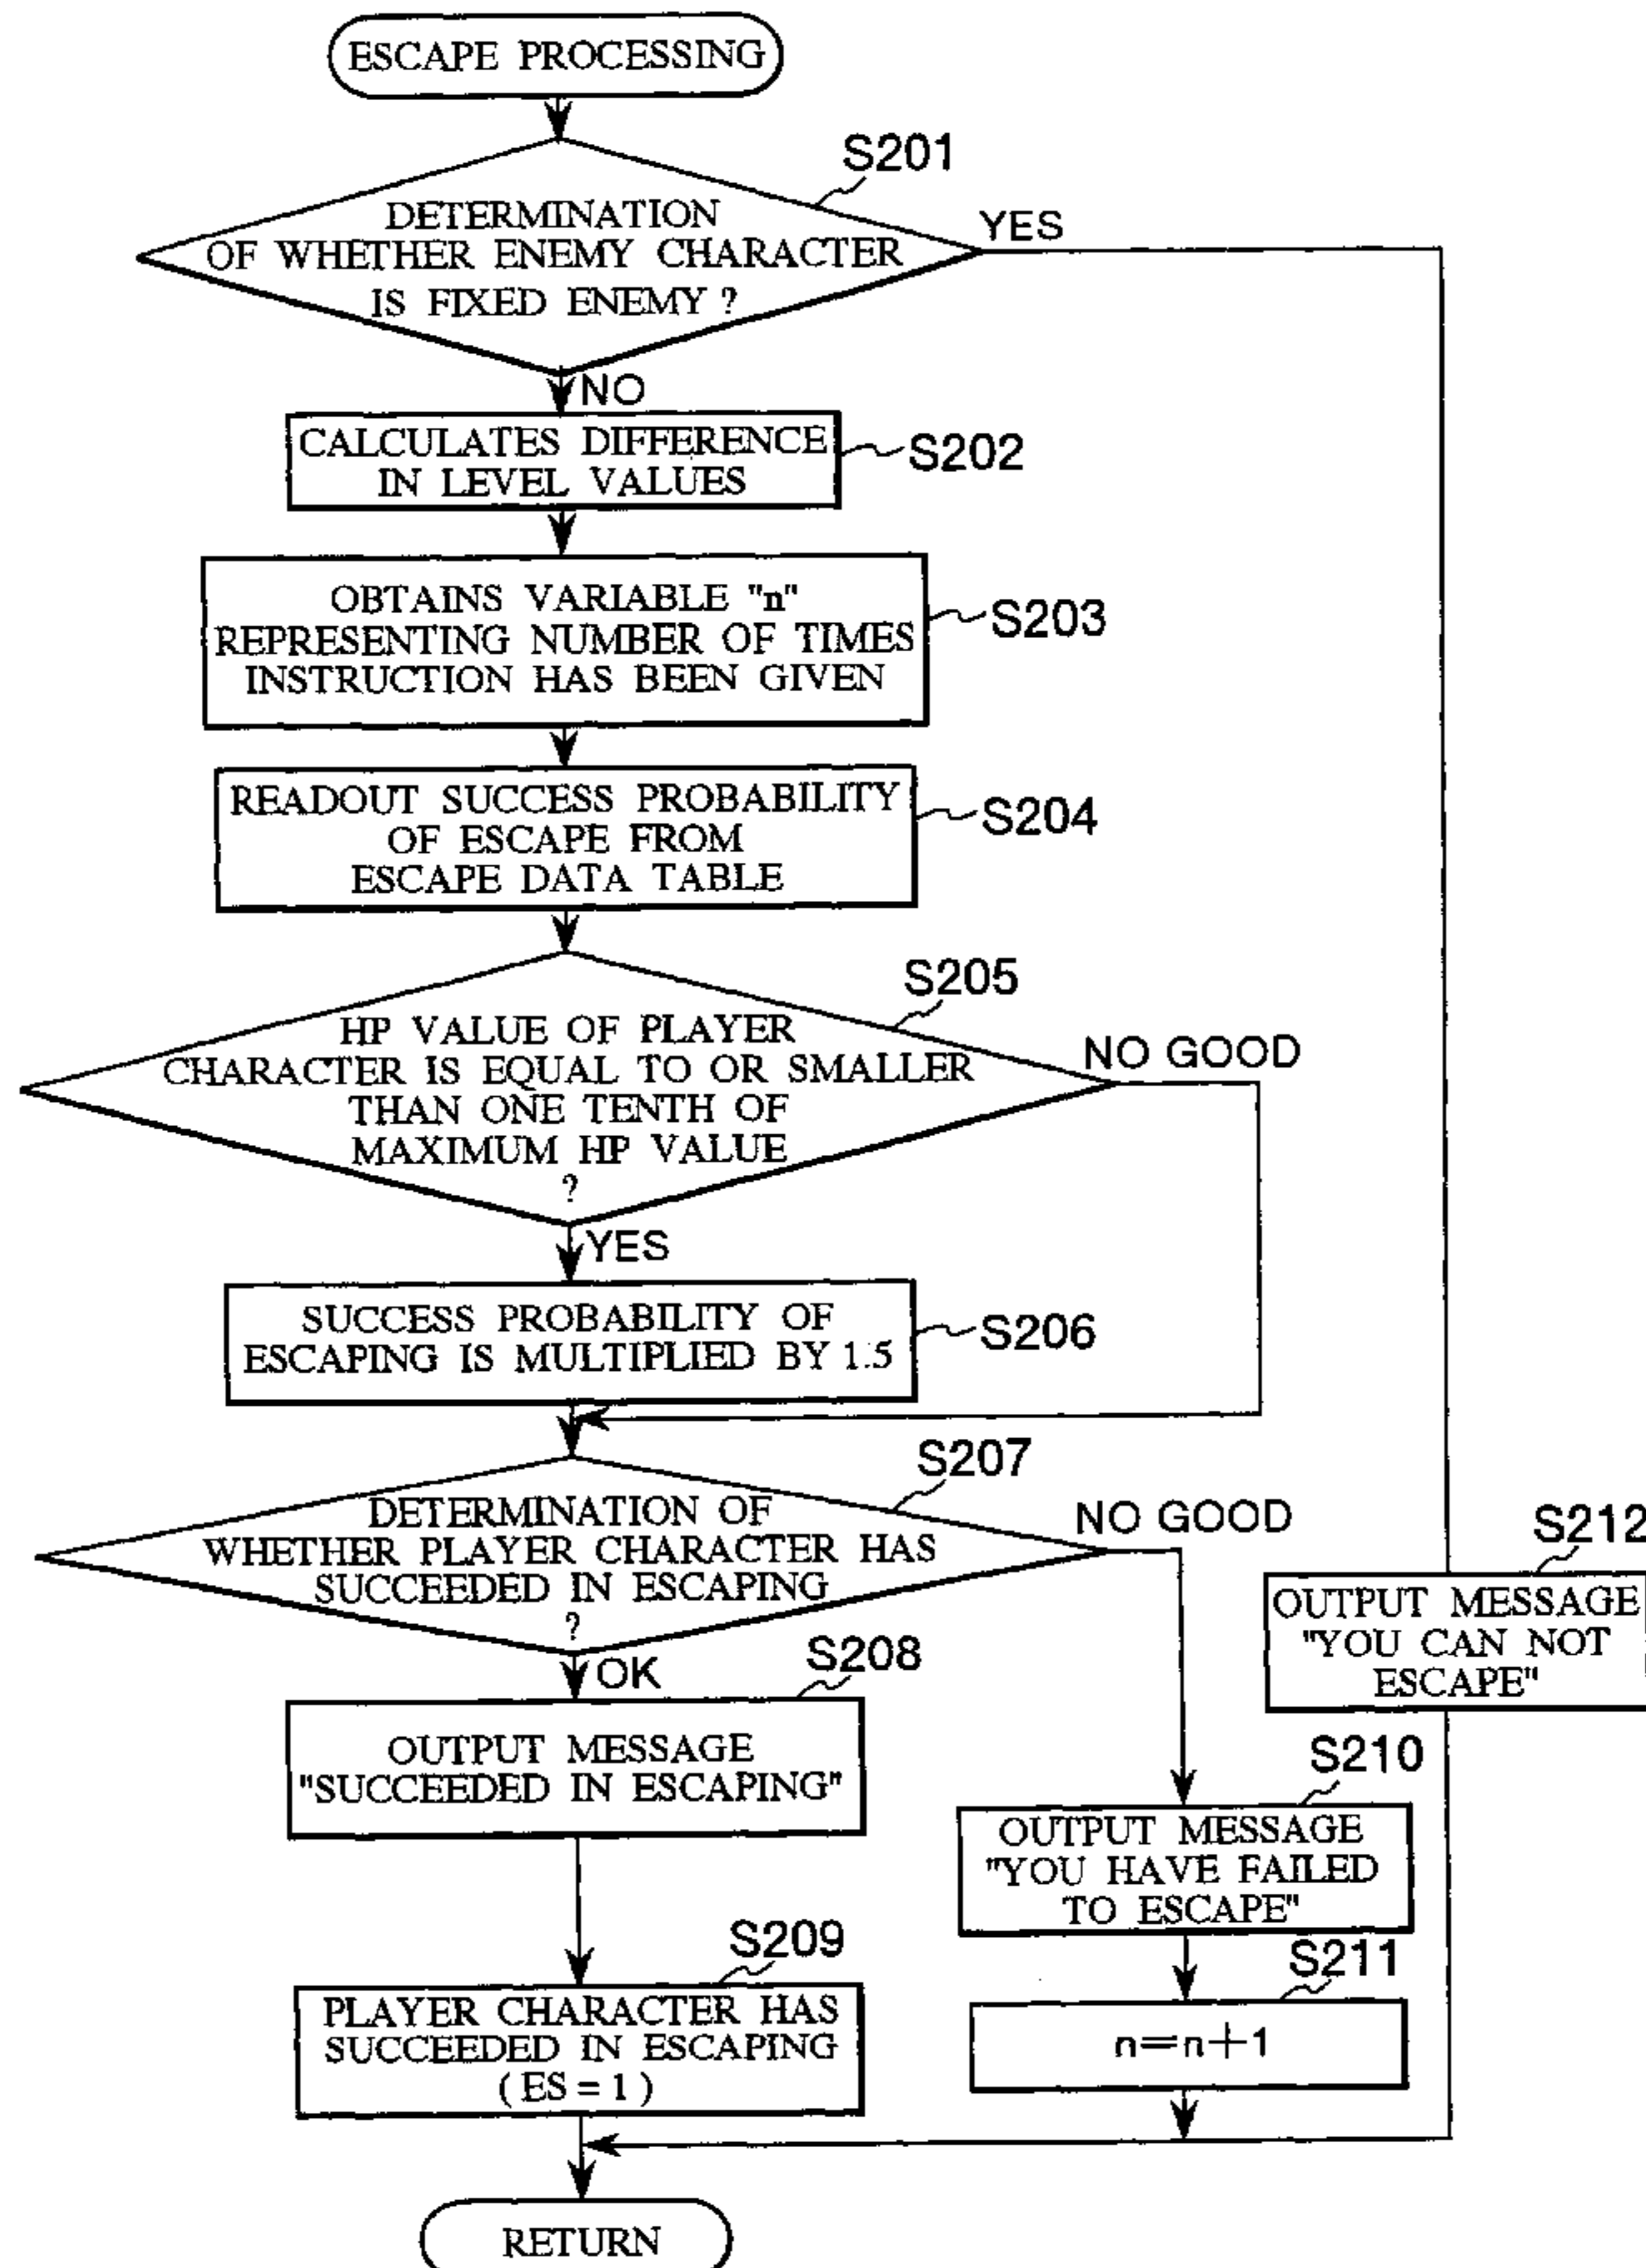 ESCAPE PROCESSING
S201
DETERMINATION
OF WHETHER ENEMY CHARACTER
IS FIXED ENEMY ?
YES
NO
CALCULATES DIFFERENCE
IN LEVEL VALUES
S202
OBTAINS VARIABLE "n"
REPRESENTING NUMBER OF TIMES
INSTRUCTION HAS BEEN GIVEN
S203
READOUT SUCCESS PROBABILITY
OF ESCAPE FROM
ESCAPE DATA TABLE
S204
S205
HP VALUE OF PLAYER
CHARACTER IS EQUAL TO OR SMALLER
THAN ONE TENTH OF
MAXIMUM HP VALUE
?
NO GOOD
YES
SUCCESS PROBABILITY OF
ESCAPING IS MULTIPLIED BY 1.5
S206
S207
DETERMINATION OF
WHETHER PLAYER CHARACTER HAS
SUCCEEDED IN ESCAPING
?
NO GOOD
OK
S212
OUTPUT MESSAGE
"YOU CAN NOT
ESCAPE"
S208
OUTPUT MESSAGE
"SUCCEEDED IN ESCAPING"
S210
OUTPUT MESSAGE
"YOU HAVE FAILED
TO ESCAPE"
S209
PLAYER CHARACTER HAS
SUCCEEDED IN ESCAPING
( ES = 1 )
S211
n=n+1
RETURN